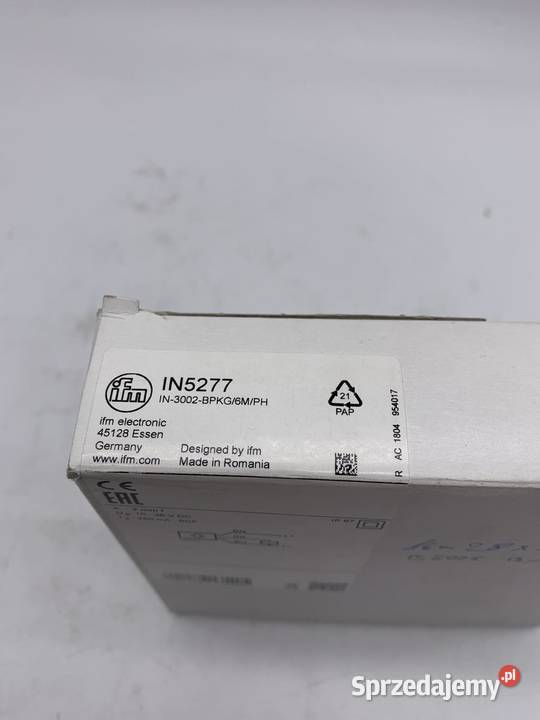 ifm
IN5277
IN-3002-BPKG/6M/PH
ifm electronic
45128 Essen
Germany
www.ifm.com
Designed by ifm
Made in Romania
21
PAP
R AC 1804 954017
CE
EAC
Sprzedajemy.pl